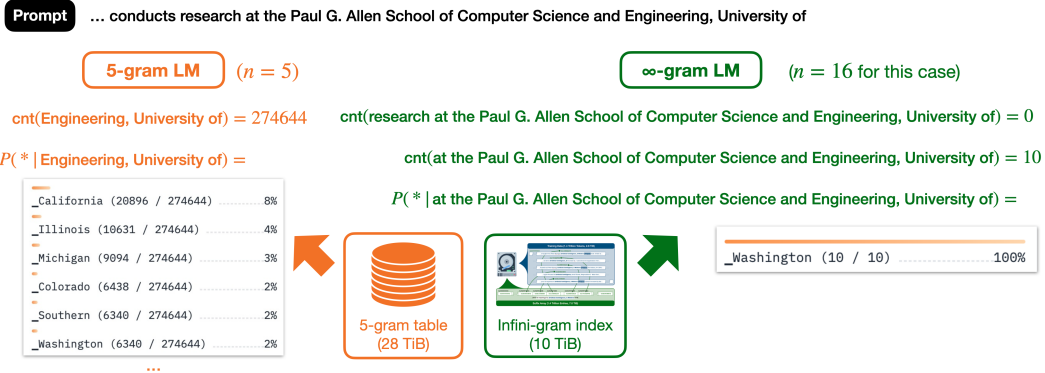 Prompt … conducts research at the Paul G. Allen School of Computer Science and Engineering, University of
5-gram LM (n = 5)
cnt(Engineering, University of) = 274644
P( * | Engineering, University of) =
_California (20896 / 274644) 8%
_Illinois (10631 / 274644) 4%
_Michigan (9094 / 274644) 3%
_Colorado (6438 / 274644) 2%
_Southern (6340 / 274644) 2%
_Washington (6340 / 274644) 2%
…
5-gram table
(28 TiB)
∞-gram LM (n = 16 for this case)
cnt(research at the Paul G. Allen School of Computer Science and Engineering, University of) = 0
cnt(at the Paul G. Allen School of Computer Science and Engineering, University of) = 10
P( * | at the Paul G. Allen School of Computer Science and Engineering, University of) =
Infini-gram index
(10 TiB)
_Washington (10 / 10) 100%